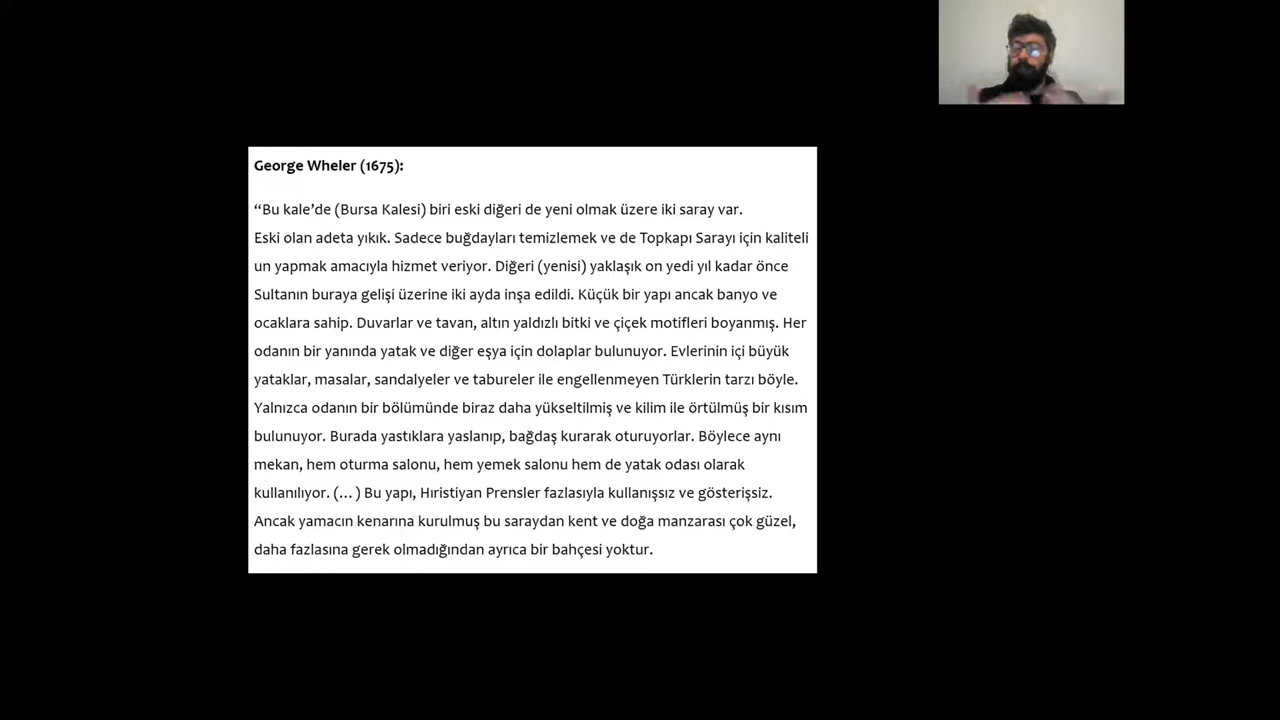 George Wheler (1675):
“Bu kale’de (Bursa Kalesi) biri eski diğeri de yeni olmak üzere iki saray var.
Eski olan adeta yıkık. Sadece buğdayları temizlemek ve de Topkapı Sarayı için kaliteli
un yapmak amacıyla hizmet veriyor. Diğeri (yenisi) yaklaşık on yedi yıl kadar önce
Sultanın buraya gelişi üzerine iki ayda inşa edildi. Küçük bir yapı ancak banyo ve
ocaklara sahip. Duvarlar ve tavan, altın yaldızlı bitki ve çiçek motifleri boyanmış. Her
odanın bir yanında yatak ve diğer eşya için dolaplar bulunuyor. Evlerinin içi büyük
yataklar, masalar, sandalyeler ve tabureler ile engellenmeyen Türklerin tarzı böyle.
Yalnızca odanın bir bölümünde biraz daha yükseltilmiş ve kilim ile örtülmüş bir kısım
bulunuyor. Burada yastıklara yaslanıp, bağdaş kurarak oturuyorlar. Böylece aynı
mekan, hem oturma salonu, hem yemek salonu hem de yatak odası olarak
kullanılıyor. (… ) Bu yapı, Hıristiyan Prensler fazlasıyla kullanışsız ve gösterişsiz.
Ancak yamacın kenarına kurulmuş bu saraydan kent ve doğa manzarası çok güzel,
daha fazlasına gerek olmadığından ayrıca bir bahçesi yoktur.